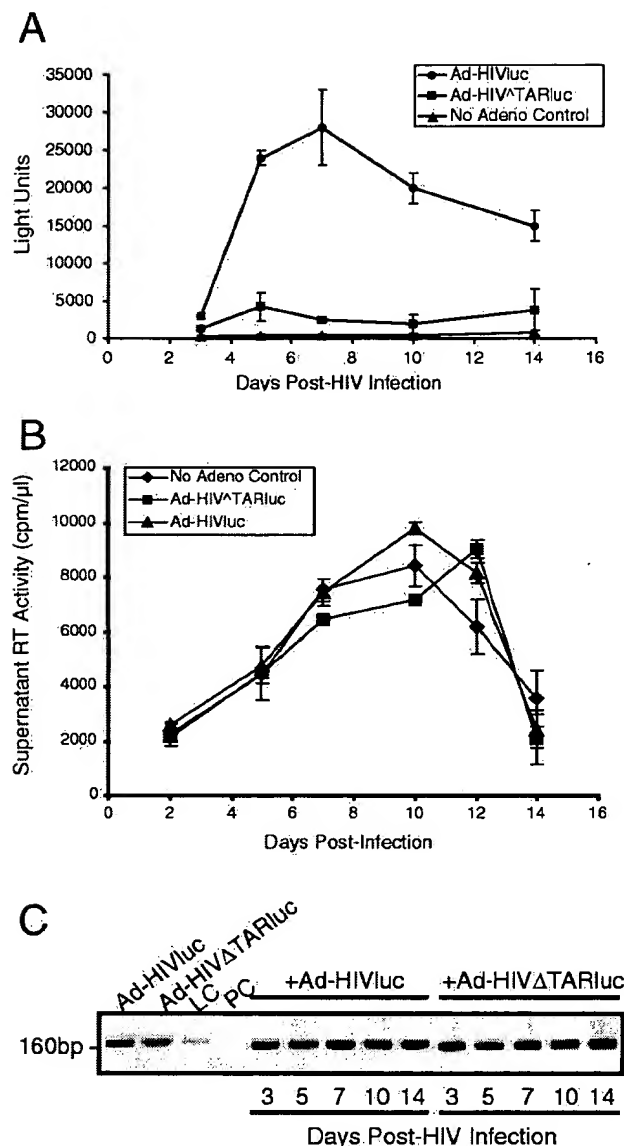 A
35000
30000
25000
20000
15000
10000
5000
0
Light Units
Ad-HIVluc
Ad-HIV^TARluc
No Adeno Control
0 2 4 6 8 10 12 14 16
Days Post-HIV Infection
B
12000
10000
8000
6000
4000
2000
0
Supernatant RT Activity (cpm/µl)
No Adeno Control
Ad-HIV^TARluc
Ad-HIVluc
0 2 4 6 8 10 12 14 16
Days Post-Infection
C
Ad-HIVluc
Ad-HIVΔTARluc
LC
PC
+Ad-HIVluc +Ad-HIVΔTARluc
160bp
3 5 7 10 14 3 5 7 10 14
Days Post-HIV Infection